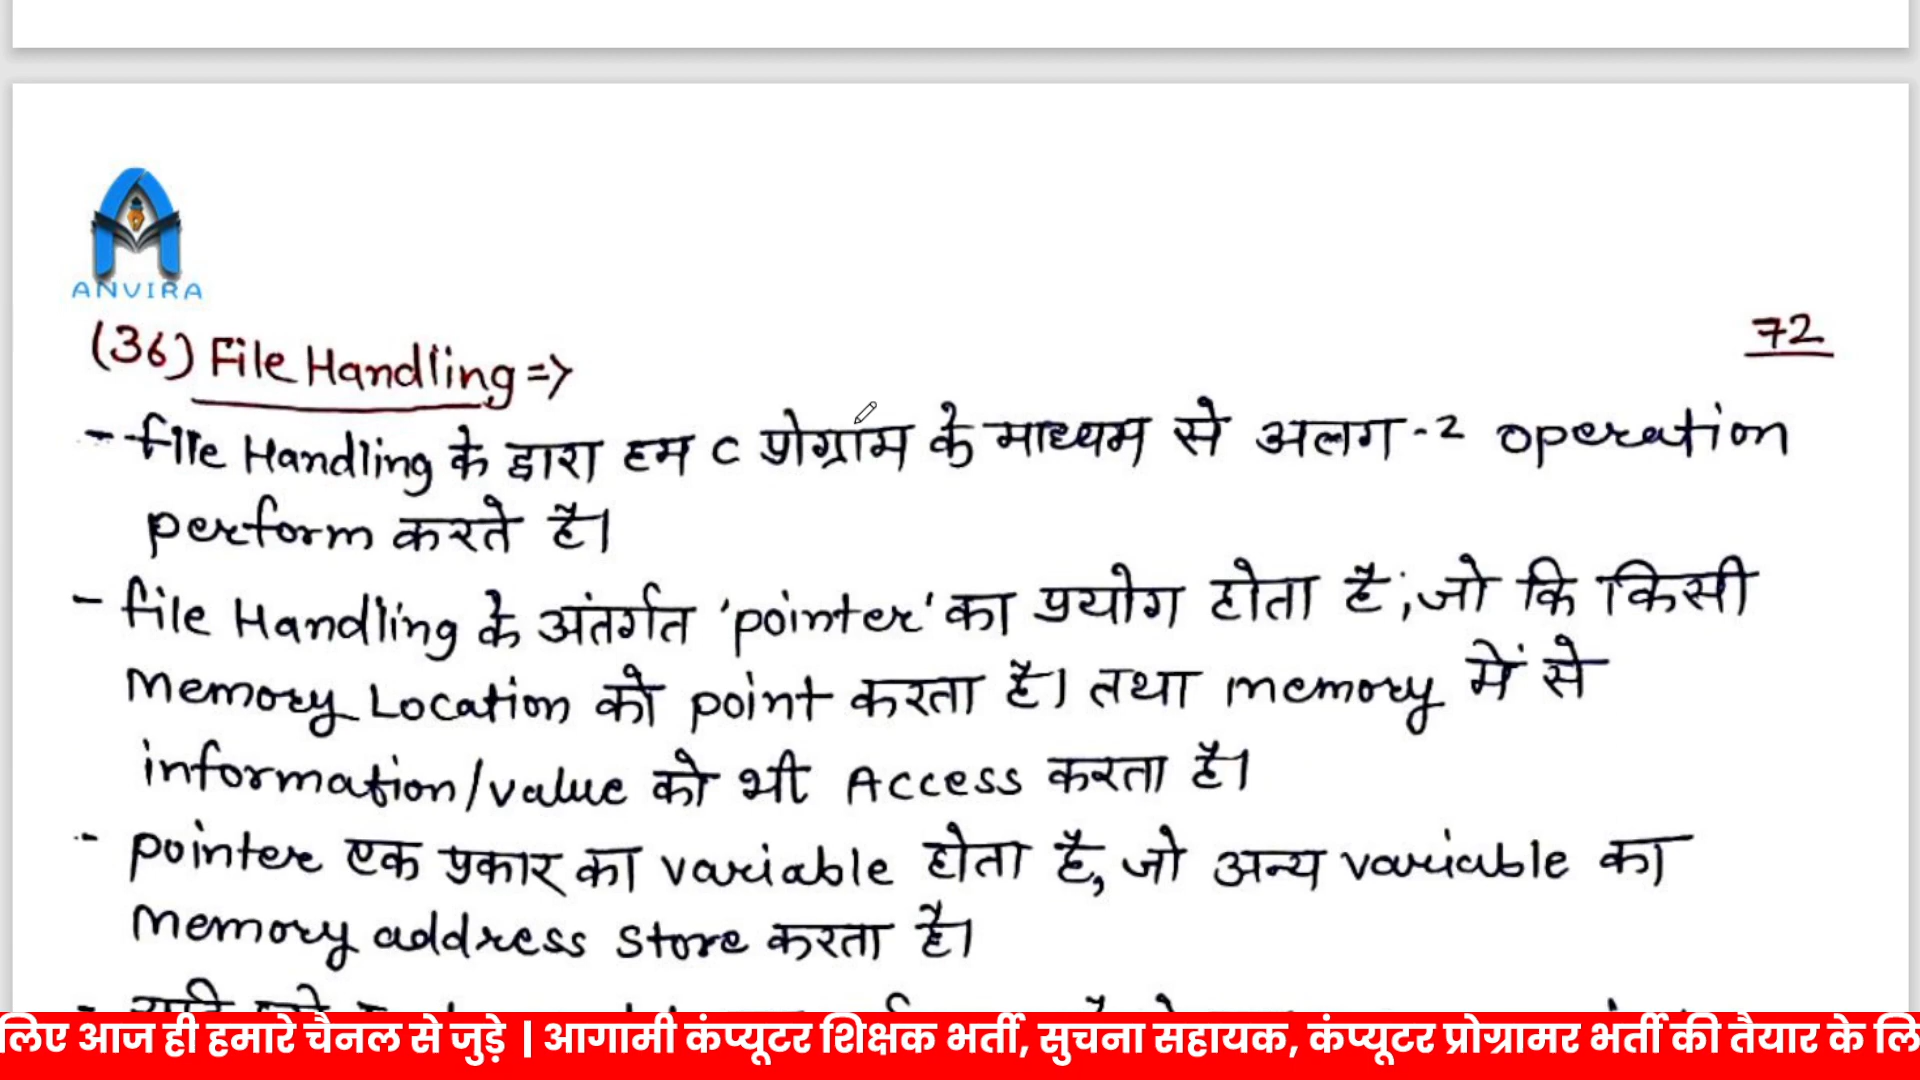 ANVIRA
72
(36) File Handling =>
- file Handling के द्वारा हम C प्रोग्राम के माध्यम से अलग-2 operation
perform करते है।
- file Handling के अंतर्गत 'pointer' का प्रयोग होता है, जो कि किसी
Memory Location को point करता है। तथा memory में से
information/value को भी Access करता है।
- pointer एक प्रकार का variable होता है, जो अन्य variable का
Memory address store करता है।
लिए आज ही हमारे चैनल से जुड़े | आगामी कंप्यूटर शिक्षक भर्ती, सुचना सहायक, कंप्यूटर प्रोग्रामर भर्ती की तैयार के लि